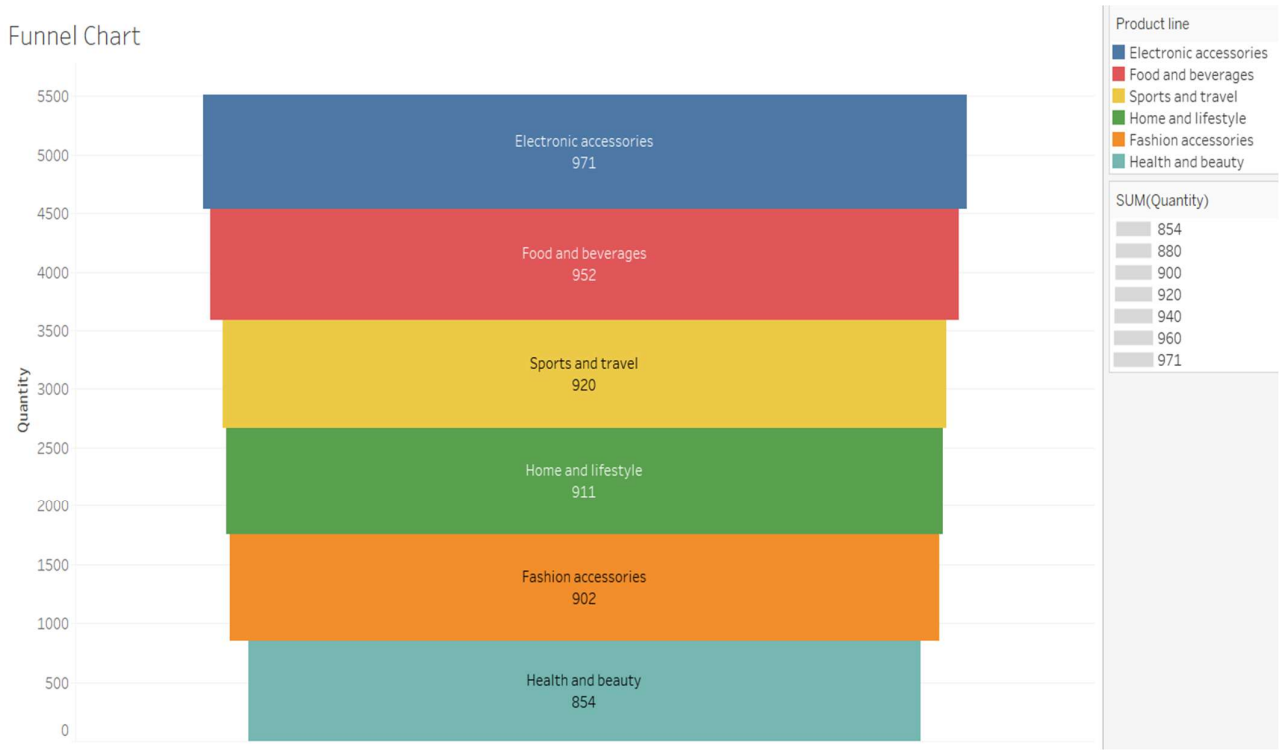 Funnel Chart
Quantity
5500
5000
4500
4000
3500
3000
2500
2000
1500
1000
500
0
Electronic accessories
971
Food and beverages
952
Sports and travel
920
Home and lifestyle
911
Fashion accessories
902
Health and beauty
854
Product line
Electronic accessories
Food and beverages
Sports and travel
Home and lifestyle
Fashion accessories
Health and beauty
SUM(Quantity)
854
880
900
920
940
960
971